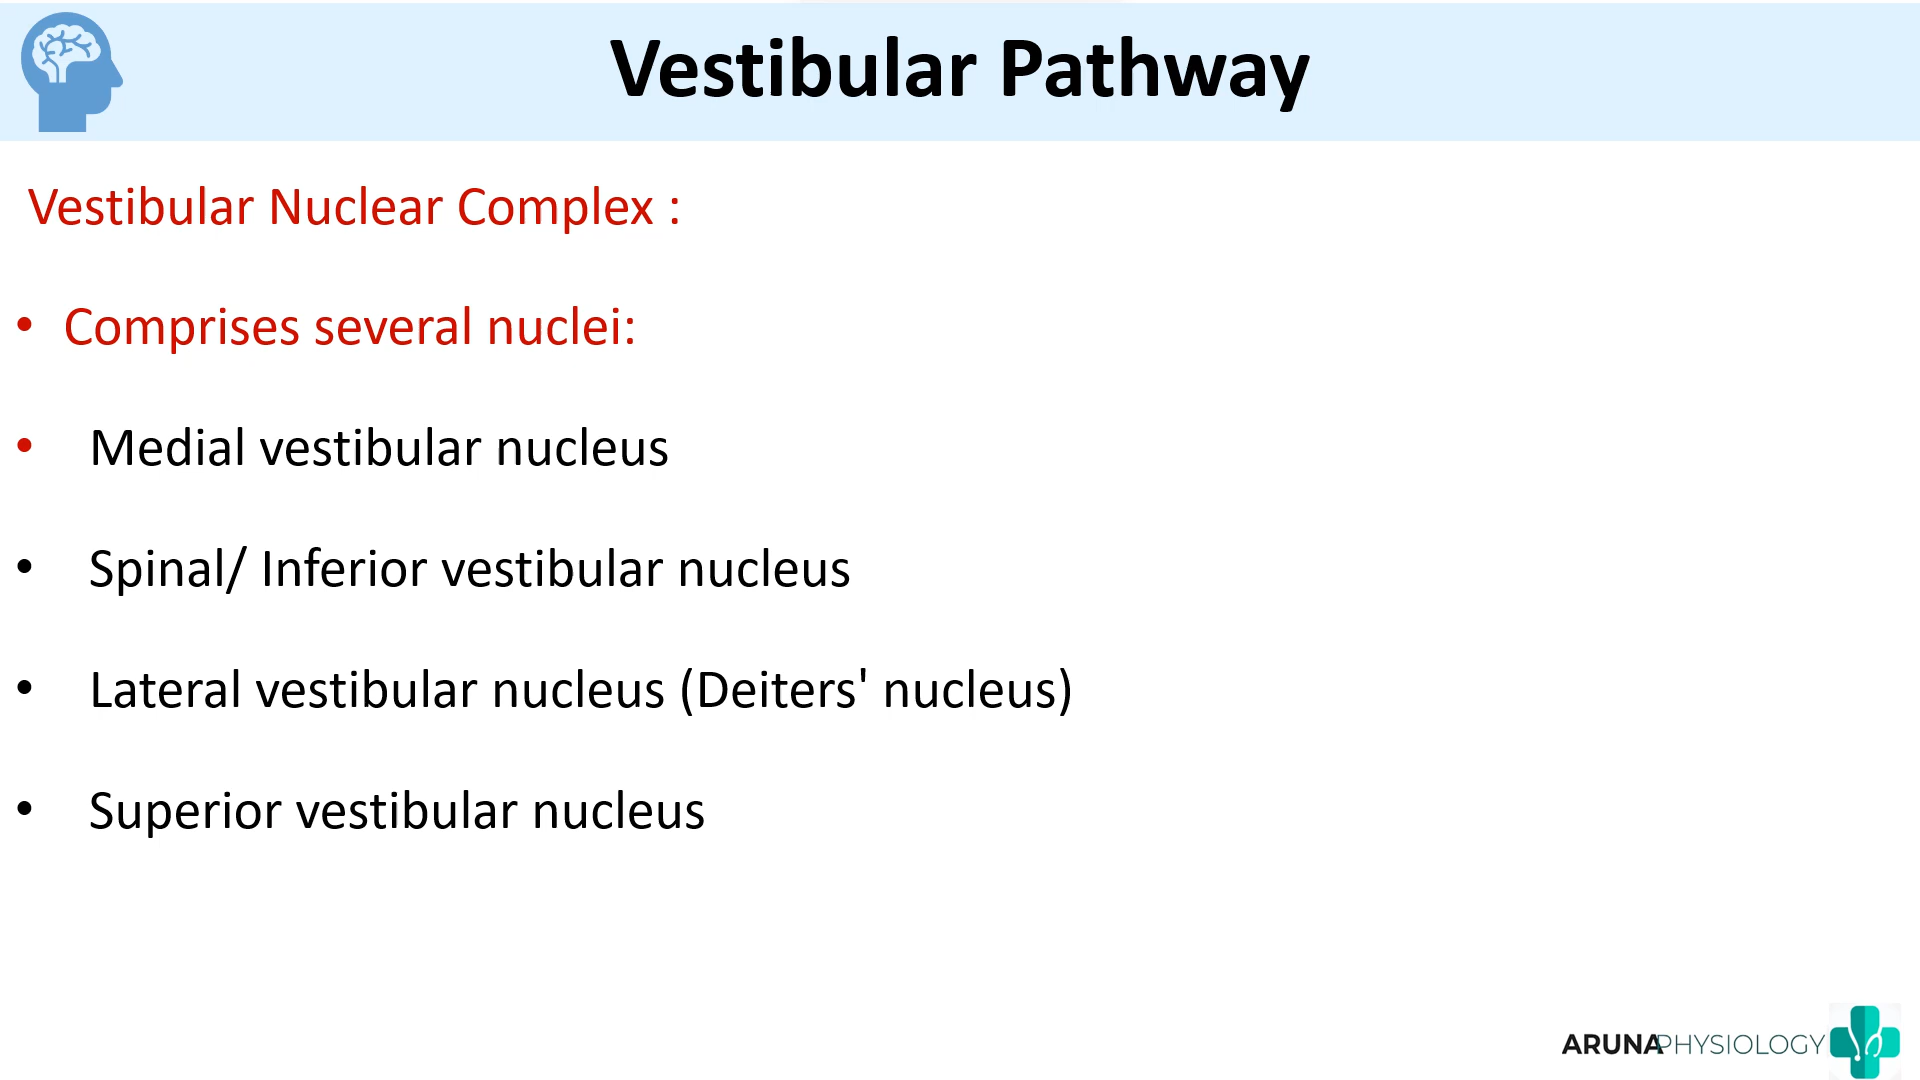 Vestibular Pathway
Vestibular Nuclear Complex :
• Comprises several nuclei:
• Medial vestibular nucleus
• Spinal/ Inferior vestibular nucleus
• Lateral vestibular nucleus (Deiters' nucleus)
• Superior vestibular nucleus
ARUNAPHYSIOLOGY